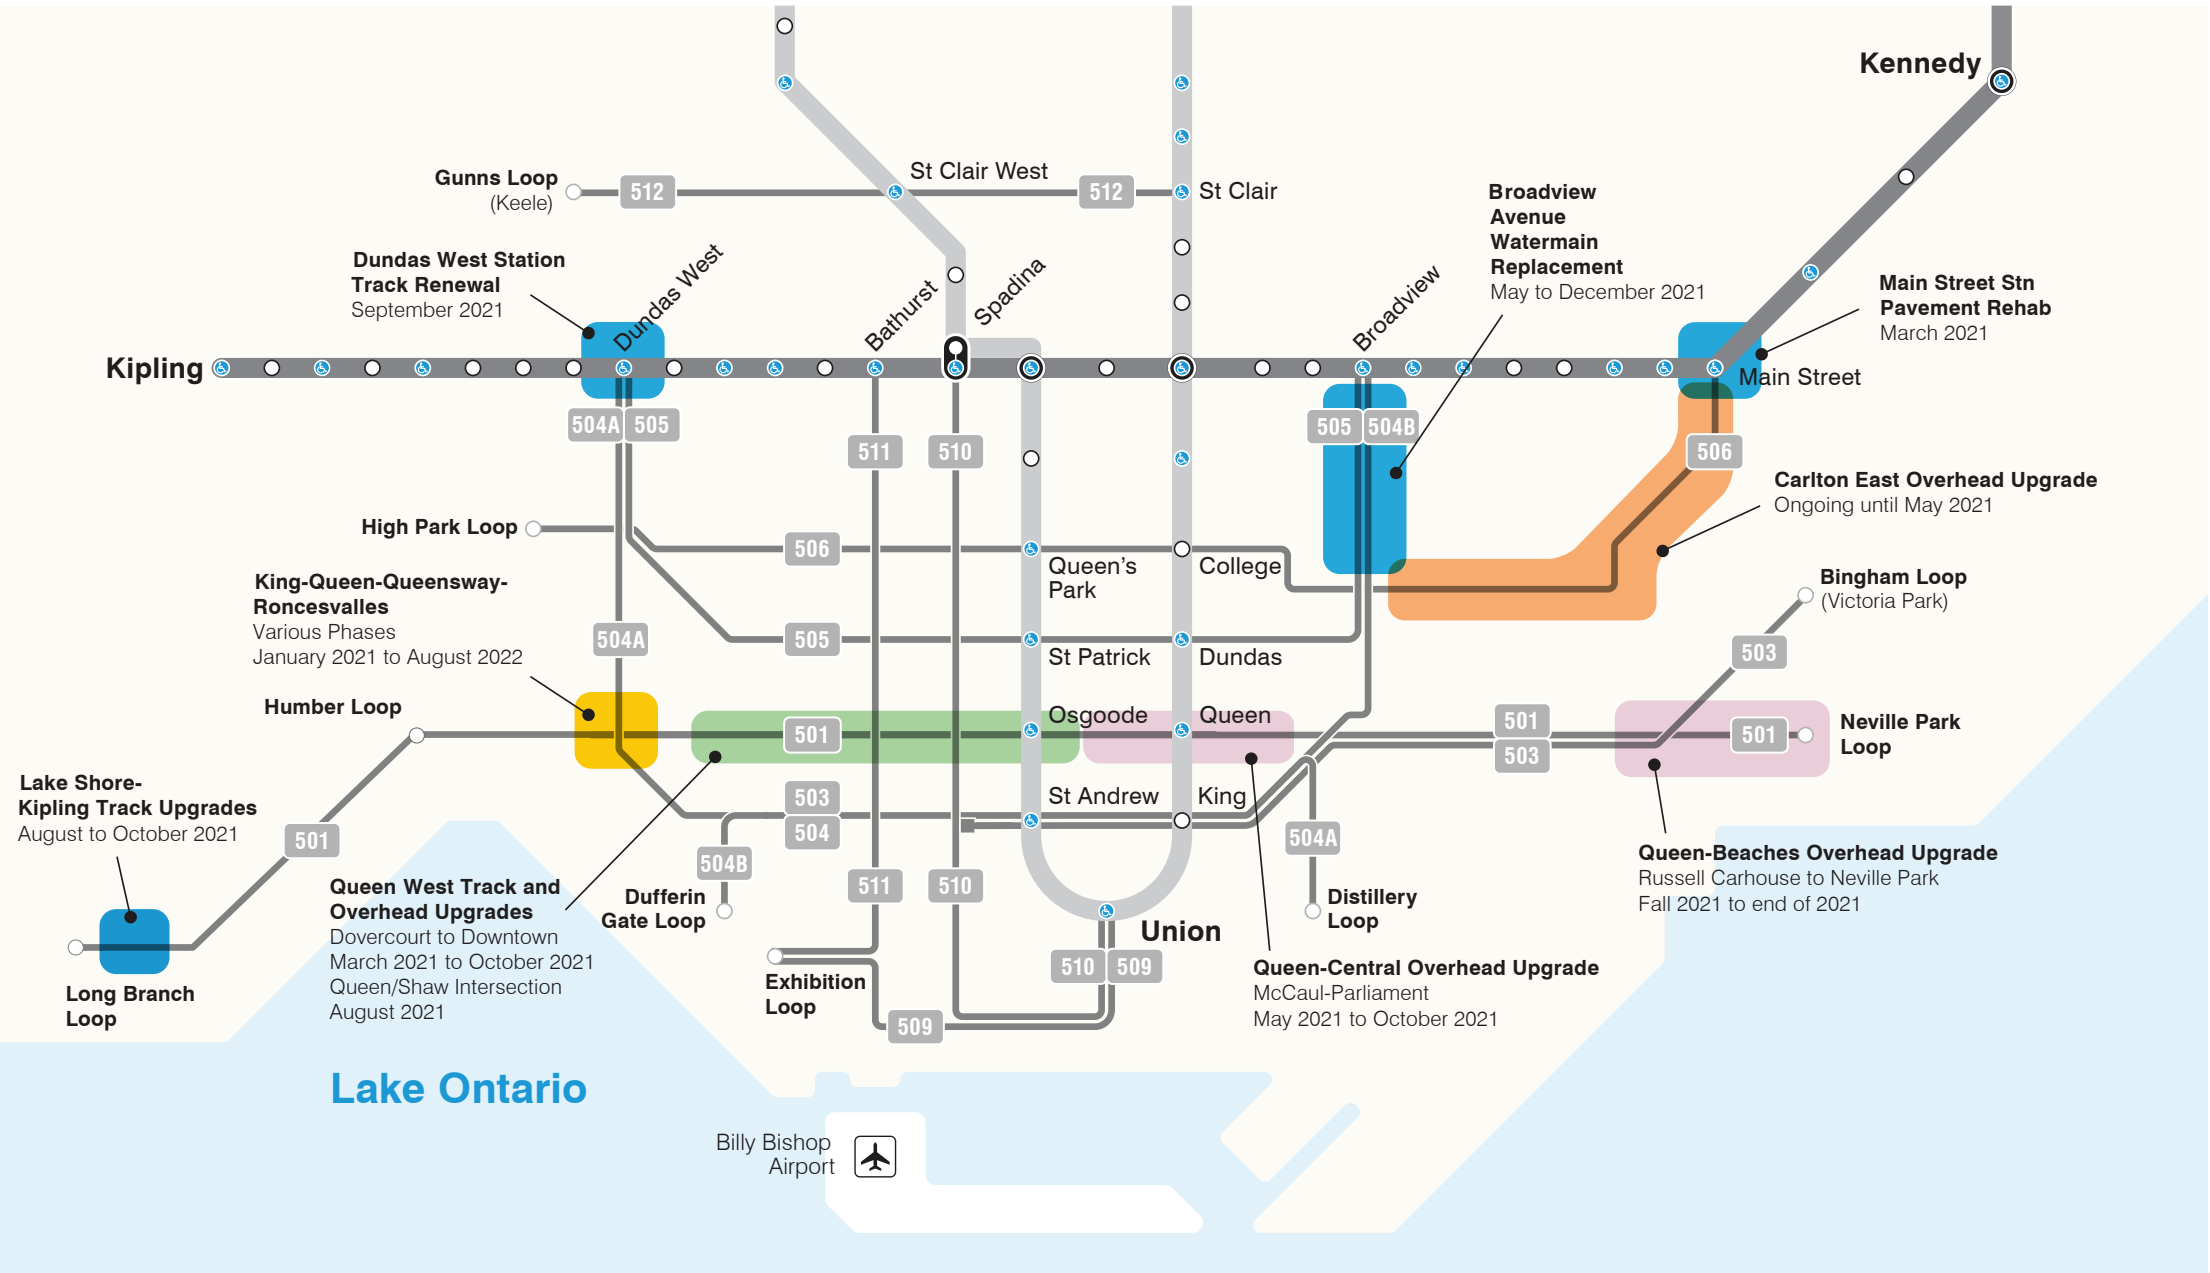 Kennedy
St Clair West
Gunns Loop
(Keele)
512
512
St Clair
Broadview
Avenue
Watermain
Replacement
May to December 2021
Dundas West Station
Track Renewal
September 2021
Dundas West
Bathurst
Spadina
Broadview
Main Street Stn
Pavement Rehab
March 2021
Kipling
Main Street
504A
505
511
510
505
504B
506
Carlton East Overhead Upgrade
Ongoing until May 2021
High Park Loop
506
Queen's
Park
College
King-Queen-Queensway-
Roncesvalles
Various Phases
January 2021 to August 2022
Bingham Loop
(Victoria Park)
504A
505
St Patrick
Dundas
503
Humber Loop
501
Osgoode
Queen
501
503
501
Neville Park
Loop
Lake Shore-
Kipling Track Upgrades
August to October 2021
501
503
504
St Andrew
King
504B
504A
Queen West Track and
Overhead Upgrades
Dovercourt to Downtown
March 2021 to October 2021
Queen/Shaw Intersection
August 2021
Dufferin
Gate Loop
511
510
Distillery
Loop
Queen-Beaches Overhead Upgrade
Russell Carhouse to Neville Park
Fall 2021 to end of 2021
Union
Long Branch
Loop
Exhibition
Loop
510
509
509
Queen-Central Overhead Upgrade
McCaul-Parliament
May 2021 to October 2021
Lake Ontario
Billy Bishop
Airport